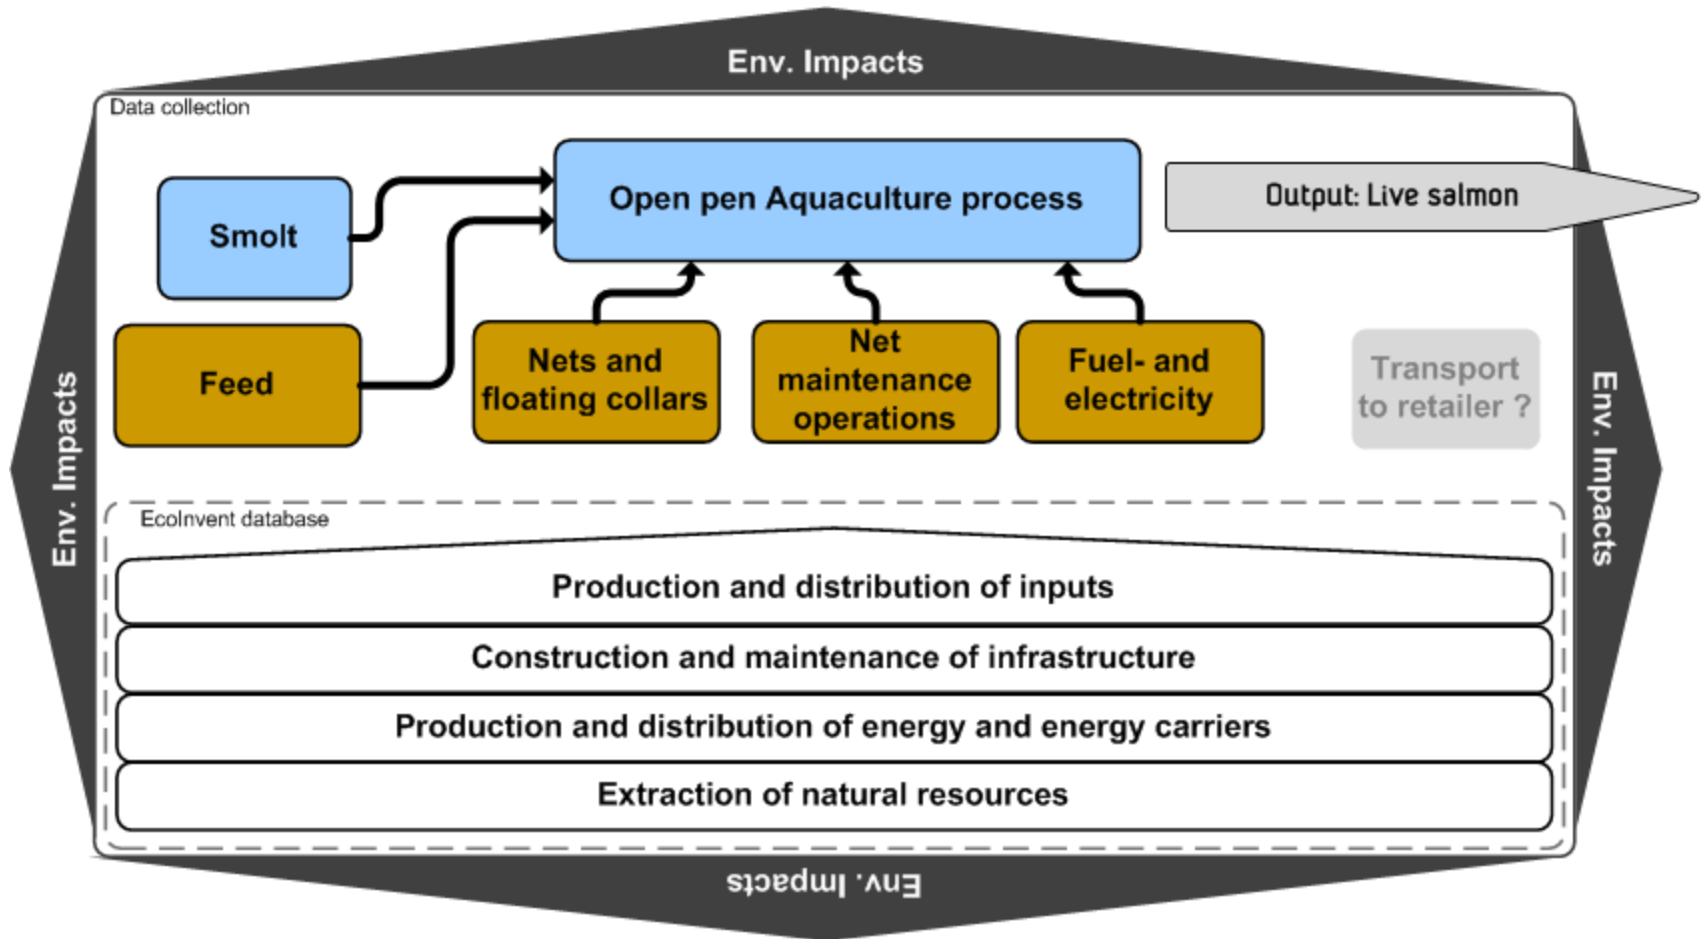 Env. Impacts
Data collection
Open pen Aquaculture process
Output: Live salmon
Smolt
Feed
Nets and
floating collars
Net
maintenance
operations
Fuel- and
electricity
Transport
to retailer ?
Env. Impacts
Env. Impacts
EcoInvent database
Production and distribution of inputs
Construction and maintenance of infrastructure
Production and distribution of energy and energy carriers
Extraction of natural resources
Env. Impacts